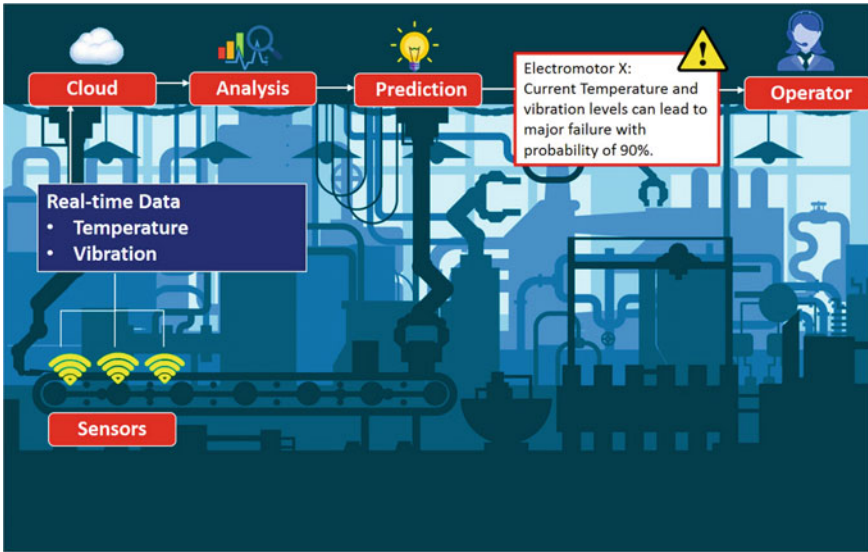 Cloud
Analysis
Prediction
Electromotor X:
Current Temperature and
vibration levels can lead to
major failure with
probability of 90%.
Operator
Real-time Data
• Temperature
• Vibration
Sensors